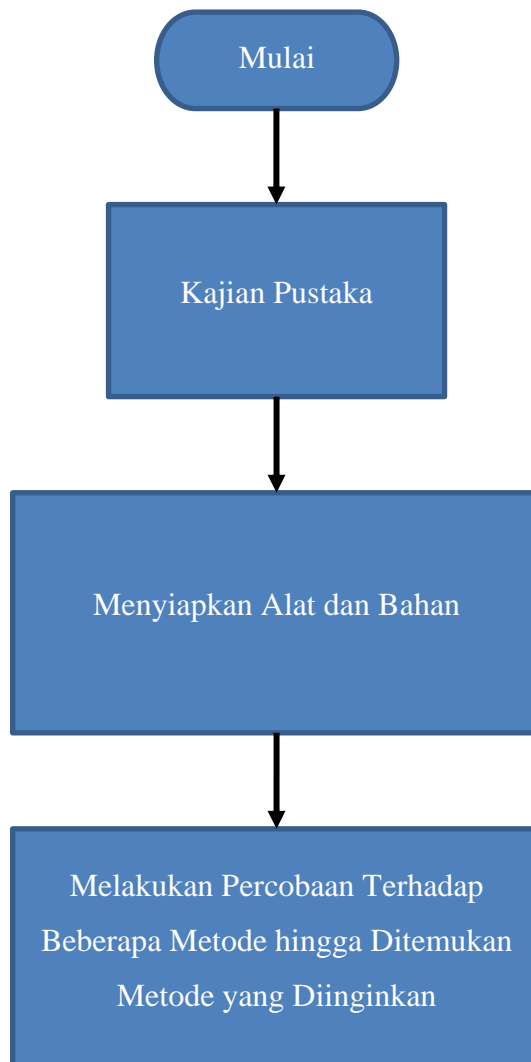 Mulai
Kajian Pustaka
Menyiapkan Alat dan Bahan
Melakukan Percobaan Terhadap
Beberapa Metode hingga Ditemukan
Metode yang Diinginkan